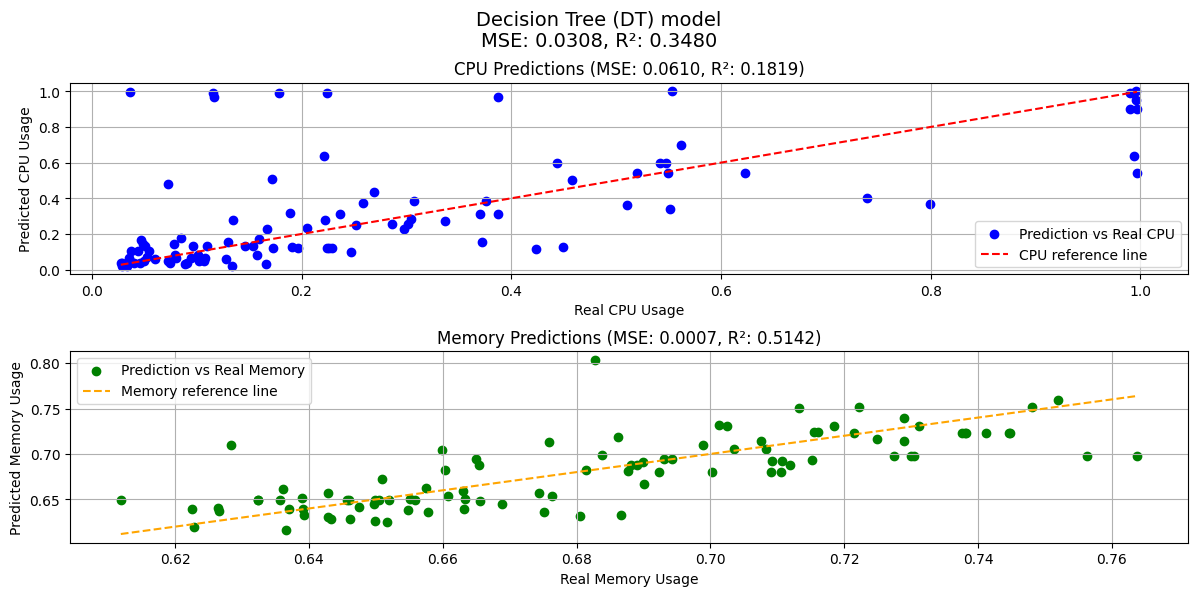 Decision Tree (DT) model
MSE: 0.0308, R²: 0.3480
CPU Predictions (MSE: 0.0610, R²: 0.1819)
Predicted CPU Usage
1.0
0.8
0.6
0.4
0.2
0.0
Prediction vs Real CPU
CPU reference line
0.0 0.2 0.4 0.6 0.8 1.0
Real CPU Usage
Memory Predictions (MSE: 0.0007, R²: 0.5142)
Predicted Memory Usage
0.80
0.75
0.70
0.65
Prediction vs Real Memory
Memory reference line
0.62 0.64 0.66 0.68 0.70 0.72 0.74 0.76
Real Memory Usage